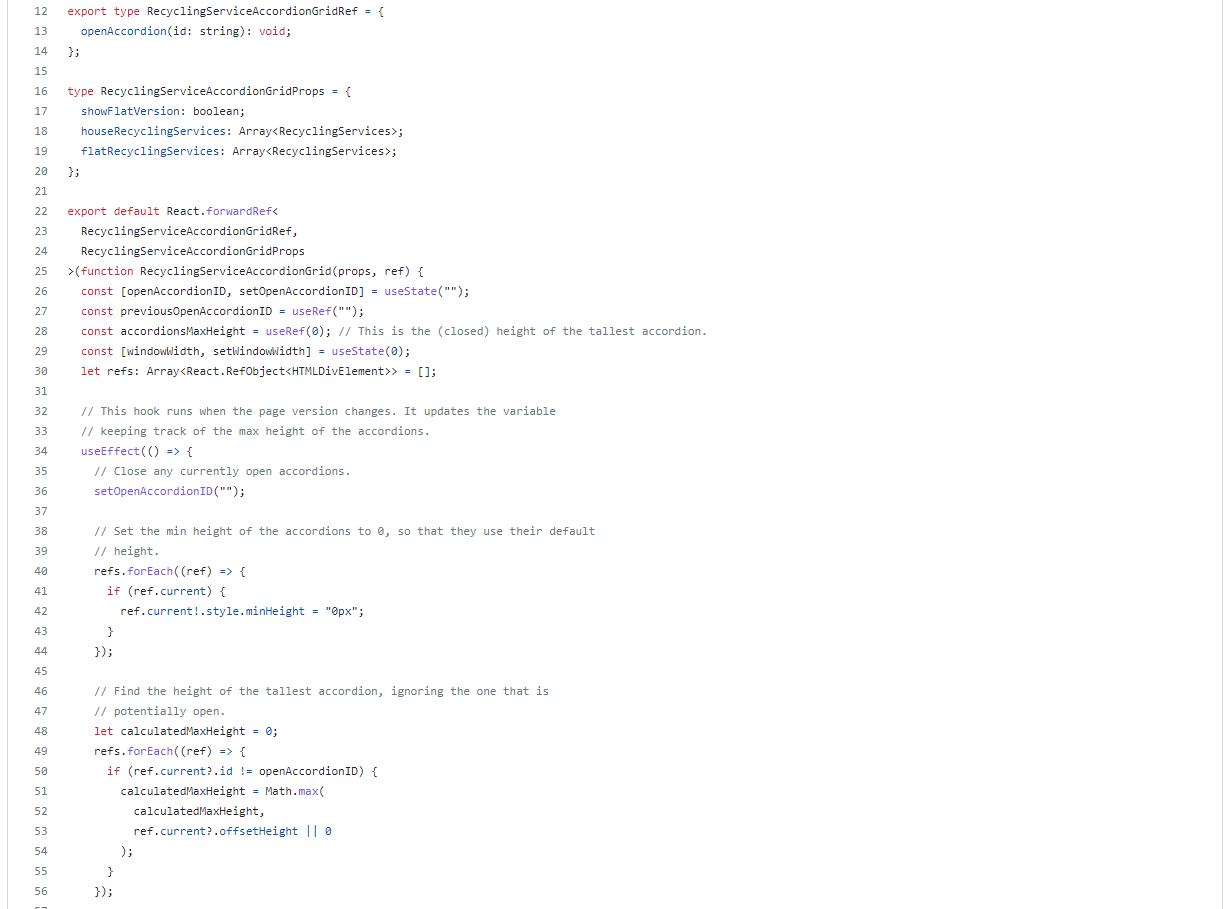 12 export type RecyclingServiceAccordionGridRef = {
13 openAccordion(id: string): void;
14 };
15
16 type RecyclingServiceAccordionGridProps = {
17 showFlatVersion: boolean;
18 houseRecyclingServices: Array<RecyclingServices>;
19 flatRecyclingServices: Array<RecyclingServices>;
20 };
21
22 export default React.forwardRef<
23 RecyclingServiceAccordionGridRef,
24 RecyclingServiceAccordionGridProps
25 >(function RecyclingServiceAccordionGrid(props, ref) {
26 const [openAccordionID, setOpenAccordionID] = useState("");
27 const previousOpenAccordionID = useRef("");
28 const accordionsMaxHeight = useRef(0); // This is the (closed) height of the tallest accordion.
29 const [windowWidth, setWindowWidth] = useState(0);
30 let refs: Array<React.RefObject<HTMLDivElement>> = [];
31
32 // This hook runs when the page version changes. It updates the variable
33 // keeping track of the max height of the accordions.
34 useEffect(() => {
35 // Close any currently open accordions.
36 setOpenAccordionID("");
37
38 // Set the min height of the accordions to 0, so that they use their default
39 // height.
40 refs.forEach((ref) => {
41 if (ref.current) {
42 ref.current!.style.minHeight = "0px";
43 }
44 });
45
46 // Find the height of the tallest accordion, ignoring the one that is
47 // potentially open.
48 let calculatedMaxHeight = 0;
49 refs.forEach((ref) => {
50 if (ref.current?.id != openAccordionID) {
51 calculatedMaxHeight = Math.max(
52 calculatedMaxHeight,
53 ref.current?.offsetHeight || 0
54 );
55 }
56 });